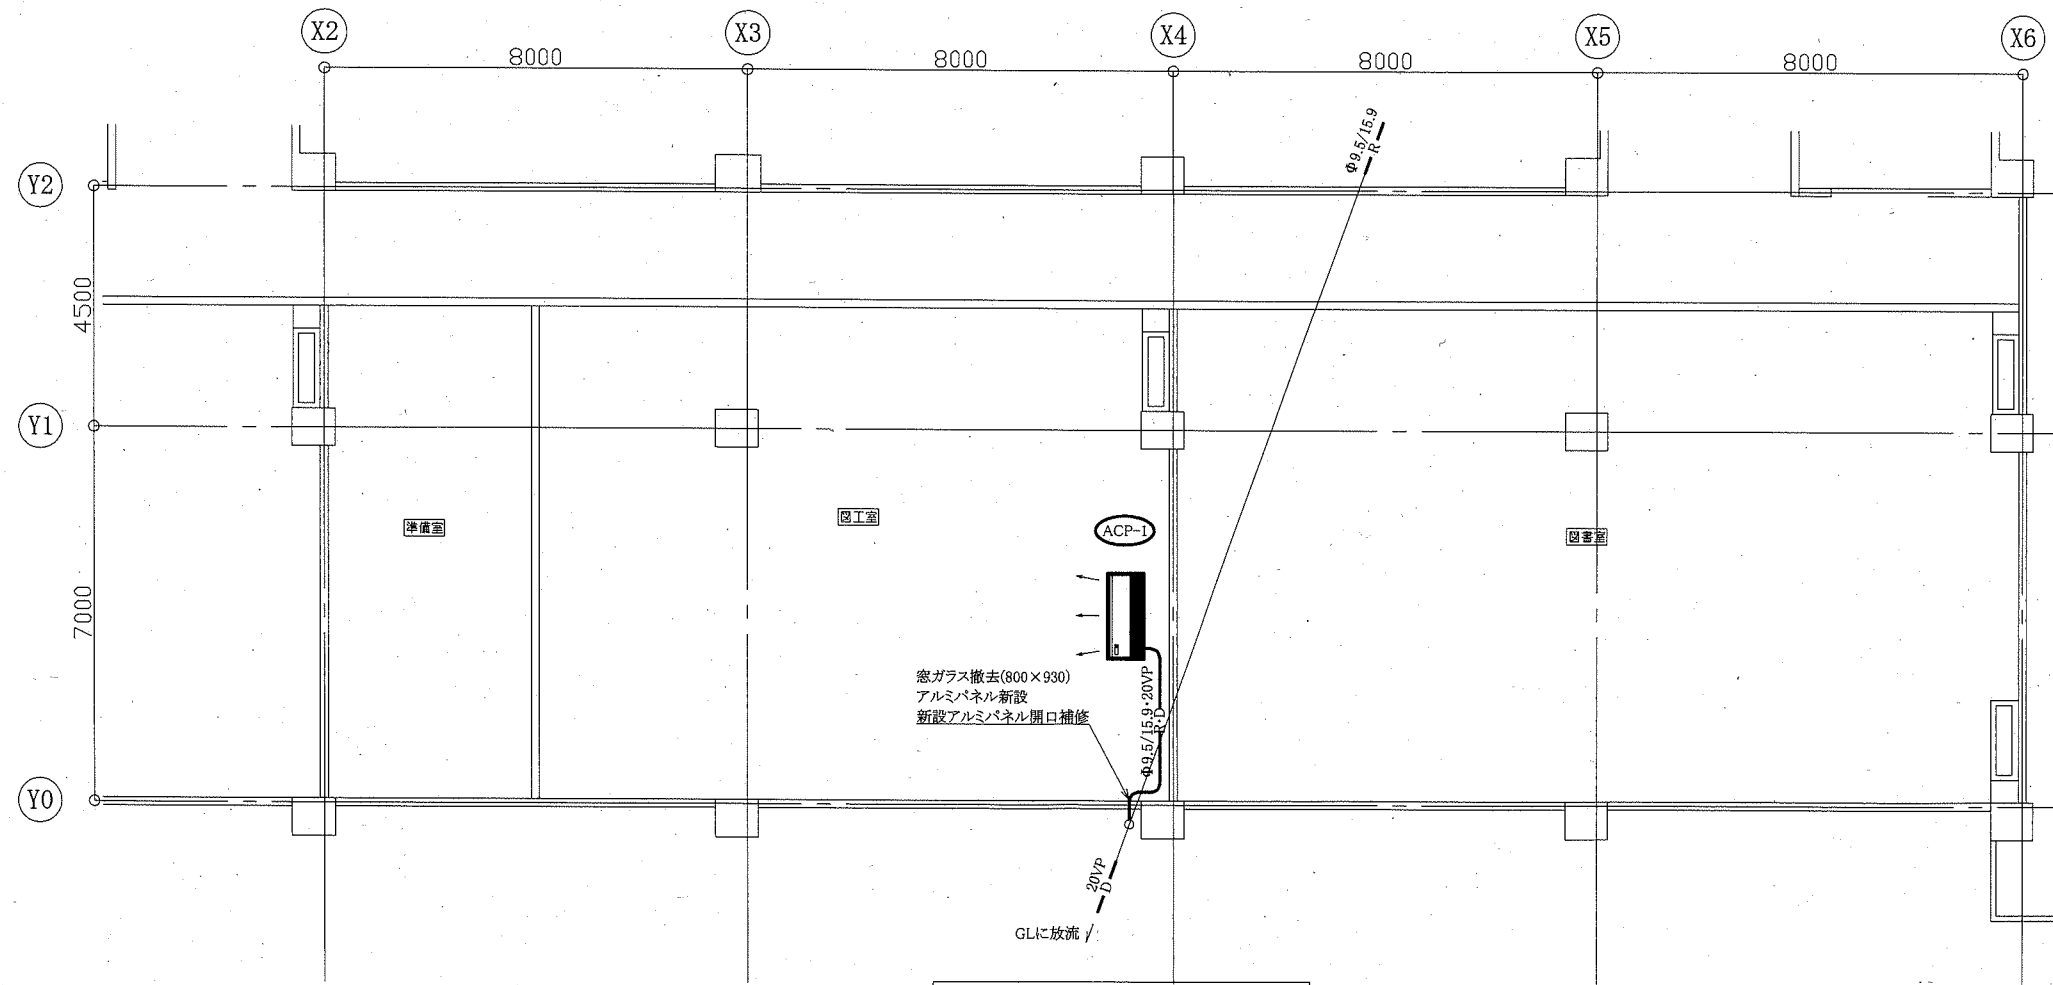 X2
X3
X4
X5
X6
8000
8000
8000
8000
Φ9.5/15.9
R
Y2
4500
Y1
準備室
図工室
ACP-1
図書室
7000
窓ガラス撤去(800×930)
アルミパネル新設
新設アルミパネル開口補修
Φ9.5/15.9・20VP
R・D
Y0
20VP
D
GLに放流